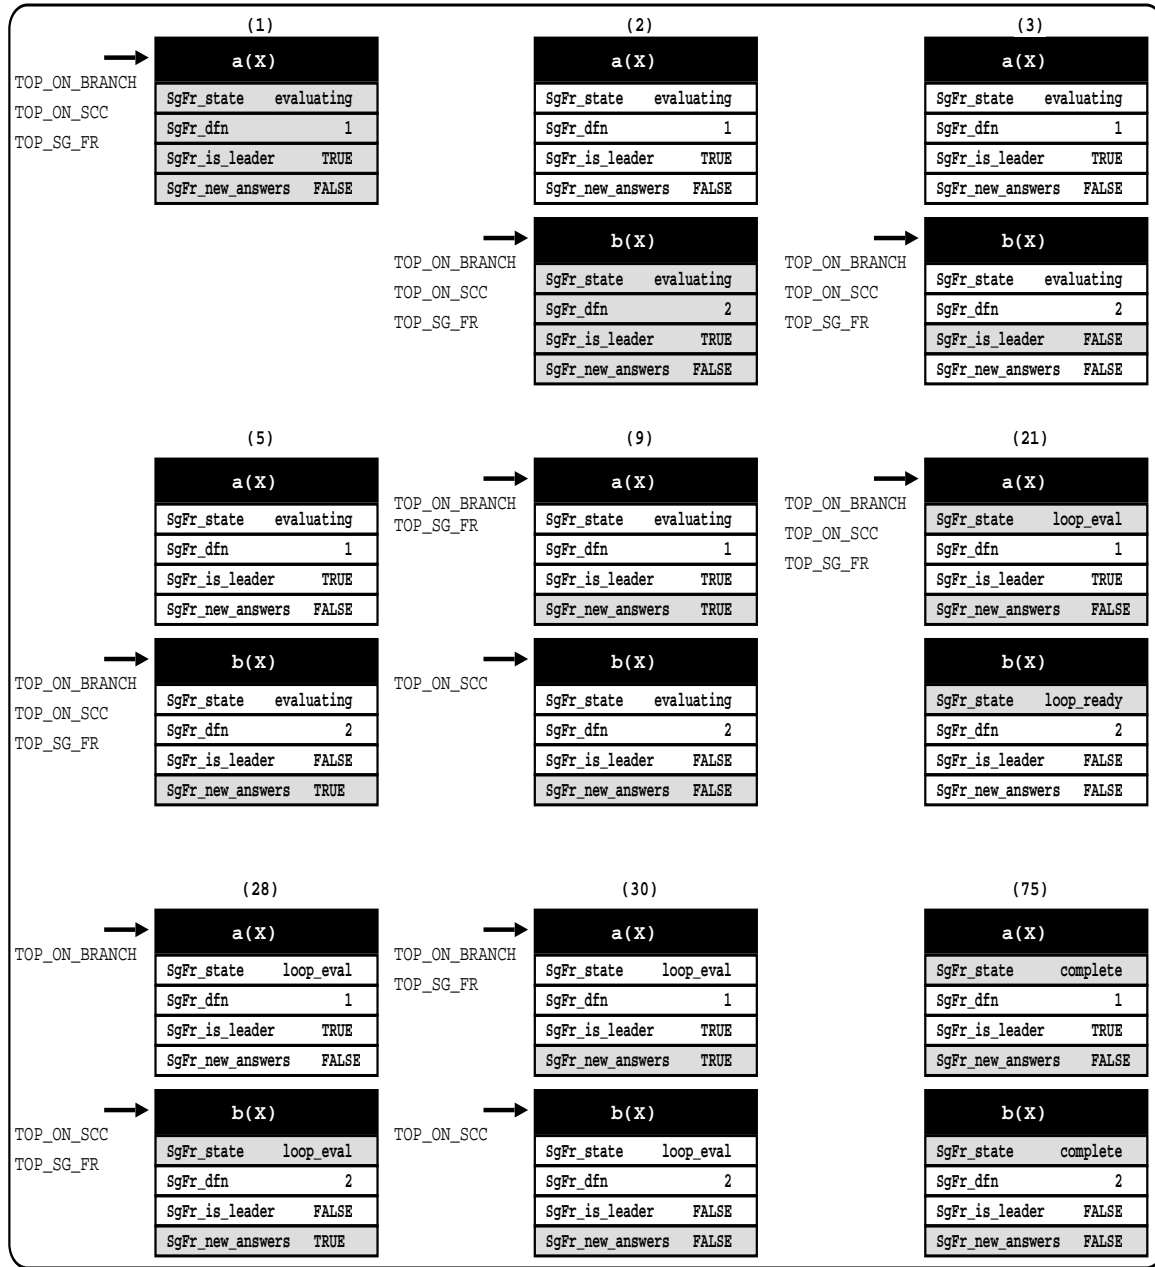 (1) (2) (3)
a(X) a(X) a(X)
TOP_ON_BRANCH
SgFr_state evaluating SgFr_state evaluating SgFr_state evaluating
TOP_ON_SCC
SgFr_dfn 1 SgFr_dfn 1 SgFr_dfn 1
TOP_SG_FR
SgFr_is_leader TRUE SgFr_is_leader TRUE SgFr_is_leader TRUE
SgFr_new_answers FALSE SgFr_new_answers FALSE SgFr_new_answers FALSE
b(X) b(X)
TOP_ON_BRANCH TOP_ON_BRANCH
SgFr_state evaluating SgFr_state evaluating
TOP_ON_SCC TOP_ON_SCC
SgFr_dfn 2 SgFr_dfn 2
TOP_SG_FR TOP_SG_FR
SgFr_is_leader TRUE SgFr_is_leader FALSE
SgFr_new_answers FALSE SgFr_new_answers FALSE
(5) (9) (21)
a(X) a(X) a(X)
TOP_ON_BRANCH TOP_ON_BRANCH
SgFr_state evaluating SgFr_state evaluating SgFr_state loop_eval
TOP_SG_FR TOP_ON_SCC
SgFr_dfn 1 SgFr_dfn 1 SgFr_dfn 1
TOP_SG_FR
SgFr_is_leader TRUE SgFr_is_leader TRUE SgFr_is_leader TRUE
SgFr_new_answers FALSE SgFr_new_answers TRUE SgFr_new_answers FALSE
b(X) b(X) b(X)
TOP_ON_BRANCH TOP_ON_SCC
SgFr_state evaluating SgFr_state evaluating SgFr_state loop_ready
TOP_ON_SCC
SgFr_dfn 2 SgFr_dfn 2 SgFr_dfn 2
TOP_SG_FR
SgFr_is_leader FALSE SgFr_is_leader FALSE SgFr_is_leader FALSE
SgFr_new_answers TRUE SgFr_new_answers FALSE SgFr_new_answers FALSE
(28) (30) (75)
a(X) a(X) a(X)
TOP_ON_BRANCH TOP_ON_BRANCH
SgFr_state loop_eval SgFr_state loop_eval SgFr_state complete
TOP_SG_FR
SgFr_dfn 1 SgFr_dfn 1 SgFr_dfn 1
SgFr_is_leader TRUE SgFr_is_leader TRUE SgFr_is_leader TRUE
SgFr_new_answers FALSE SgFr_new_answers TRUE SgFr_new_answers FALSE
b(X) b(X) b(X)
TOP_ON_SCC TOP_ON_SCC
SgFr_state loop_eval SgFr_state loop_eval SgFr_state complete
TOP_SG_FR
SgFr_dfn 2 SgFr_dfn 2 SgFr_dfn 2
SgFr_is_leader FALSE SgFr_is_leader FALSE SgFr_is_leader FALSE
SgFr_new_answers TRUE SgFr_new_answers FALSE SgFr_new_answers FALSE